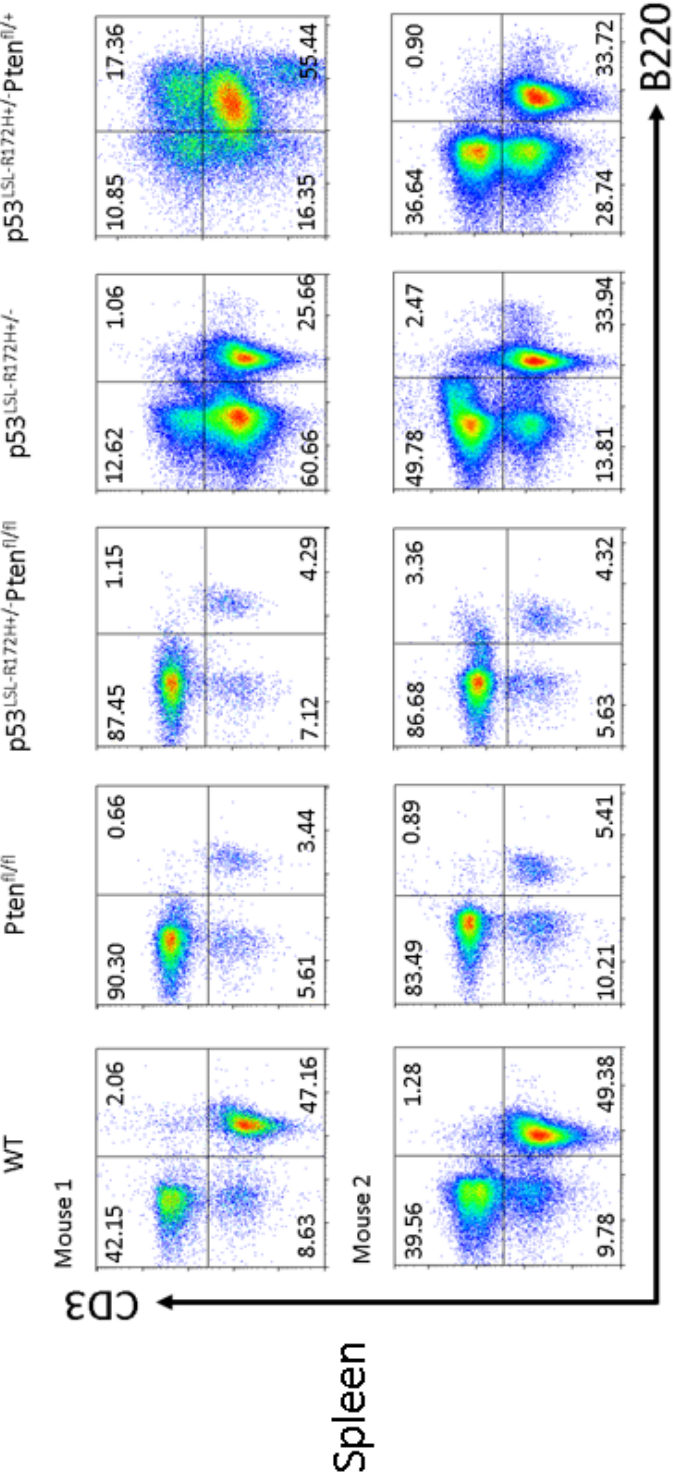 WT
Pten^fl/fl
p53^LSL-R172H+/-Pten^fl/fl
p53^LSL-R172H+/-
p53^LSL-R172H+/-Pten^fl/+
Spleen
CD3
Mouse 1
42.15 2.06
8.63 47.16
90.30 0.66
5.61 3.44
87.45 1.15
7.12 4.29
12.62 1.06
60.66 25.66
10.85 17.36
16.35 55.44
Mouse 2
39.56 1.28
9.78 49.38
83.49 0.89
10.21 5.41
86.68 3.36
5.63 4.32
49.78 2.47
13.81 33.94
36.64 0.90
28.74 33.72
B220